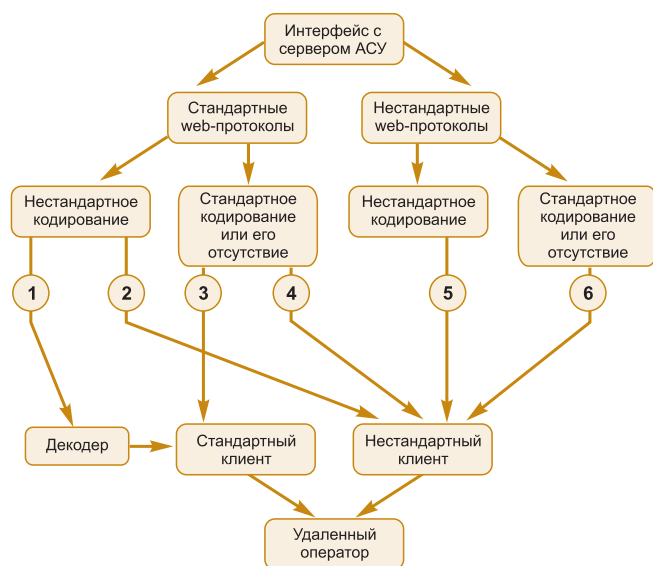 Интерфейс с
сервером АСУ
Стандартные
web-протоколы
Нестандартные
web-протоколы
Нестандартное
кодирование
Стандартное
кодирование
или его
отсутствие
Нестандартное
кодирование
Стандартное
кодирование
или его
отсутствие
1
2
3
4
5
6
Декодер
Стандартный
клиент
Нестандартный
клиент
Удаленный
оператор